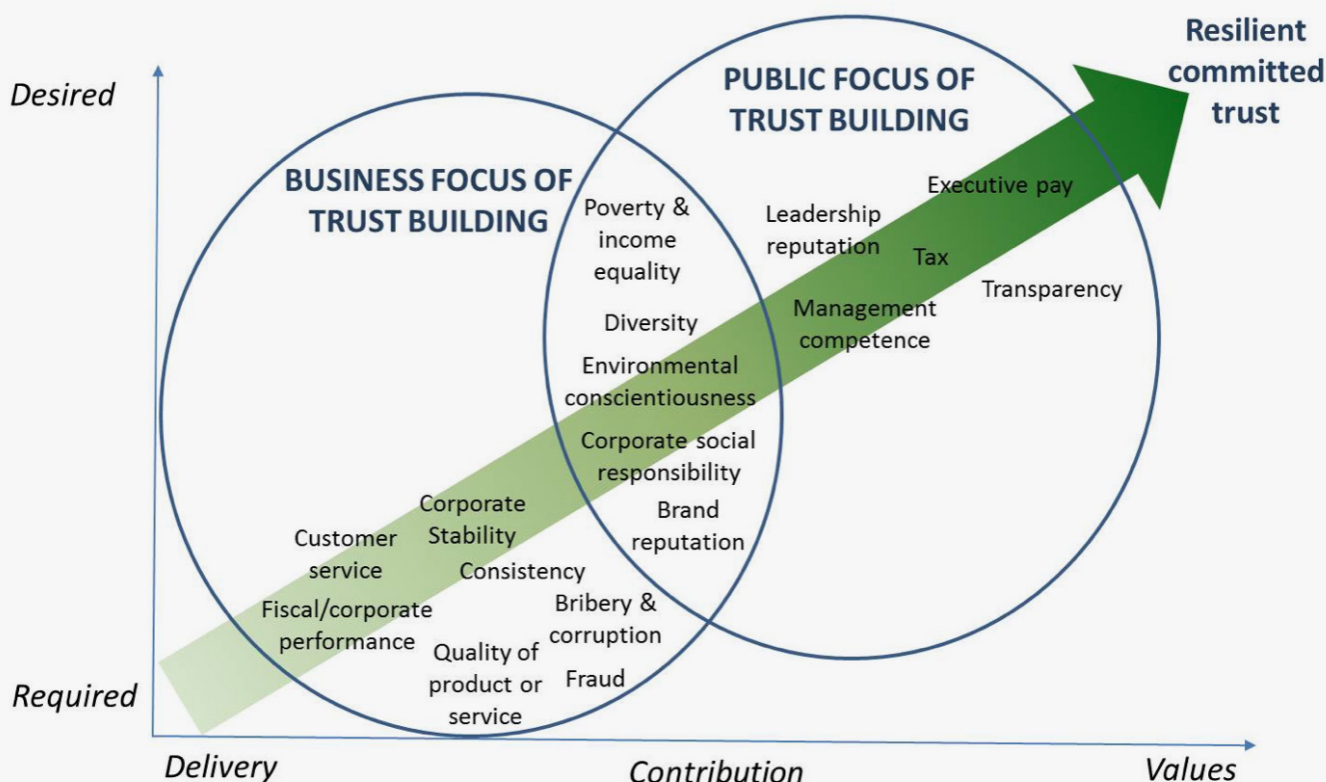 Resilient
committed
trust
Desired
PUBLIC FOCUS OF
TRUST BUILDING
BUSINESS FOCUS OF
TRUST BUILDING
Executive pay
Poverty &
income
equality
Leadership
reputation
Tax
Transparency
Management
competence
Diversity
Environmental
conscientiousness
Corporate social
responsibility
Brand
reputation
Corporate
Stability
Customer
service
Consistency
Fiscal/corporate
performance
Bribery &
corruption
Quality of
product or
service
Fraud
Required
Delivery
Contribution
Values